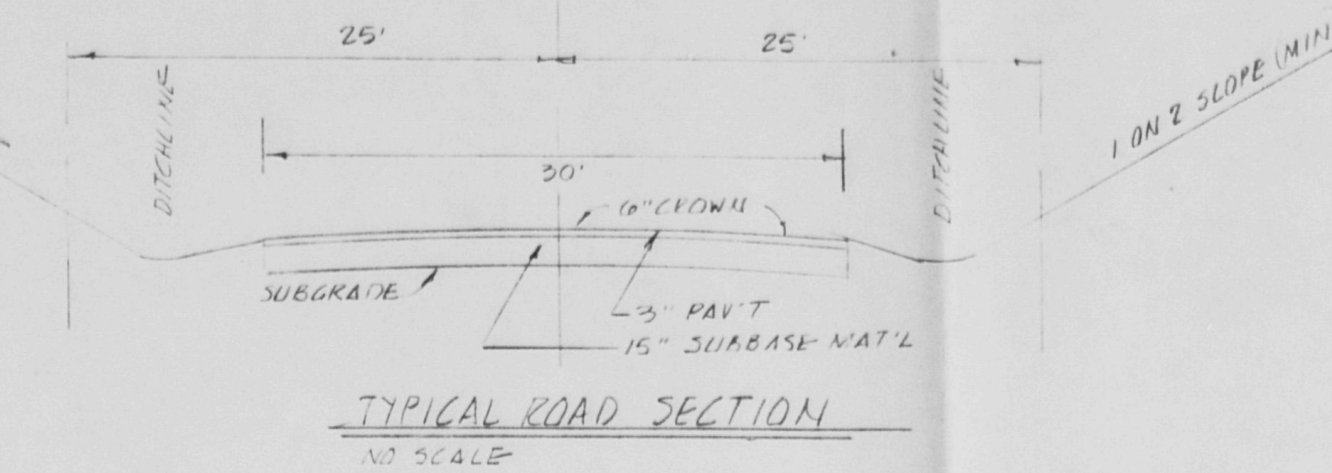 25'
25'
DITCHLINE
DITCHLINE
1 ON 2 SLOPE (MIN
30'
6" CROWN
SUBGRADE
3" PAV'T
15" SUBBASE MAT'L
TYPICAL ROAD SECTION
NO SCALE